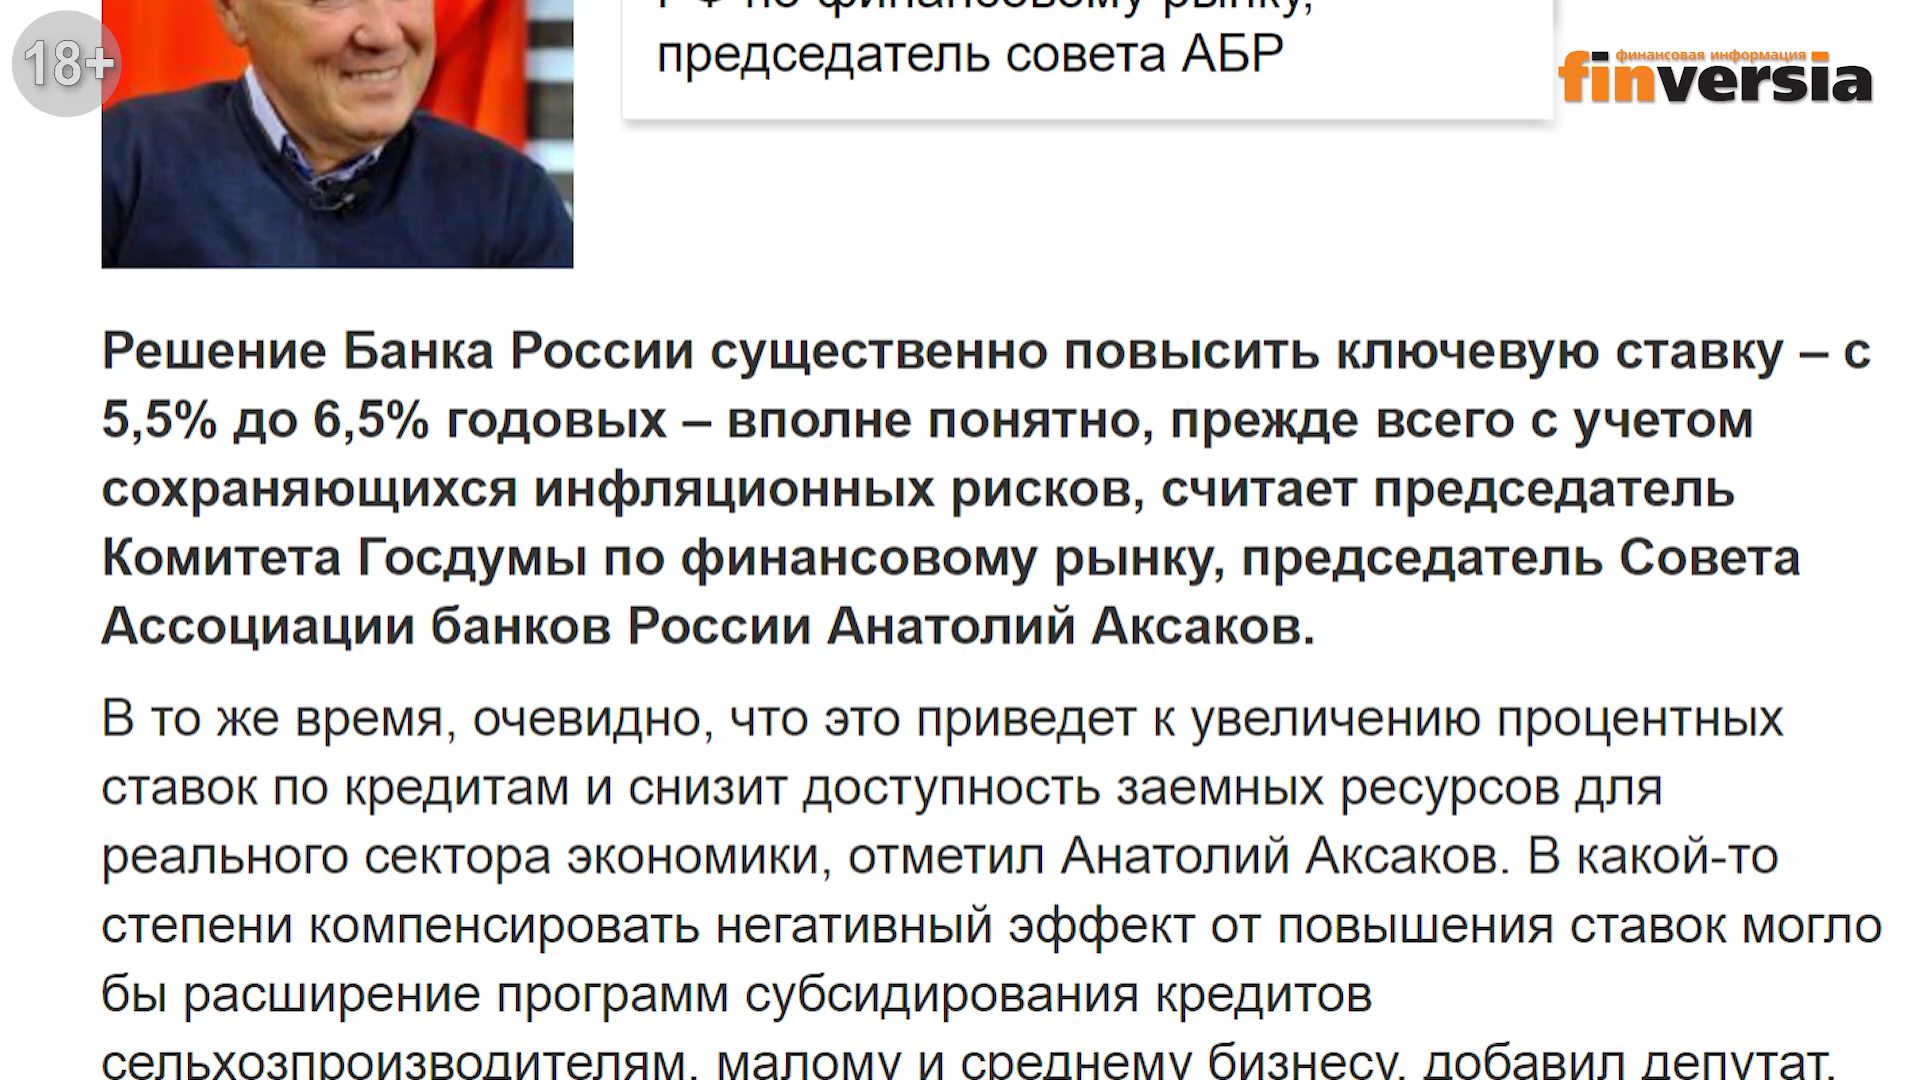 18+
РФ по финансовому рынку,
председатель совета АБР
финансовая информация
finversia
Решение Банка России существенно повысить ключевую ставку – с
5,5% до 6,5% годовых – вполне понятно, прежде всего с учетом
сохраняющихся инфляционных рисков, считает председатель
Комитета Госдумы по финансовому рынку, председатель Совета
Ассоциации банков России Анатолий Аксаков.
В то же время, очевидно, что это приведет к увеличению процентных
ставок по кредитам и снизит доступность заемных ресурсов для
реального сектора экономики, отметил Анатолий Аксаков. В какой-то
степени компенсировать негативный эффект от повышения ставок могло
бы расширение программ субсидирования кредитов
сельхозпроизводителям, малому и среднему бизнесу, добавил депутат.